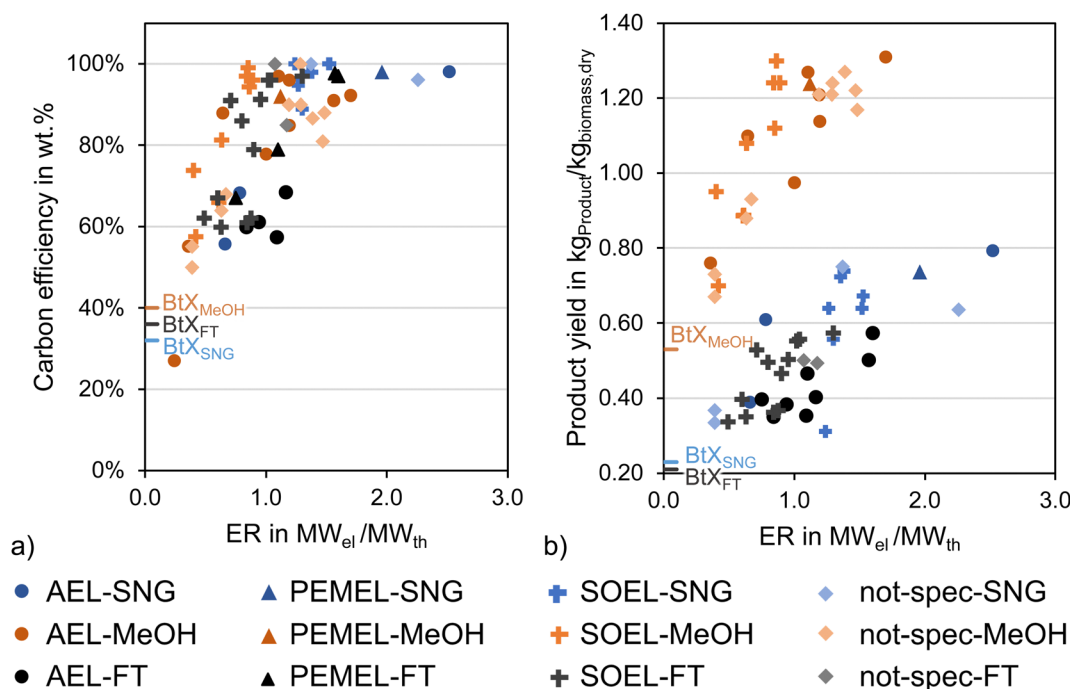 Carbon efficiency in wt.%
100%
80%
60%
40%
20%
0%
BtX_MeOH
BtX_FT
BtX_SNG
0.0 1.0 2.0 3.0
ER in MW_el /MW_th
a)
Product yield in kg_Product/kg_biomass,dry
1.40
1.20
1.00
0.80
0.60
0.40
0.20
BtX_MeOH
BtX_SNG
BtX_FT
0.0 1.0 2.0 3.0
ER in MW_el /MW_th
b)
AEL-SNG PEMEL-SNG SOEL-SNG not-spec-SNG
AEL-MeOH PEMEL-MeOH SOEL-MeOH not-spec-MeOH
AEL-FT PEMEL-FT SOEL-FT not-spec-FT